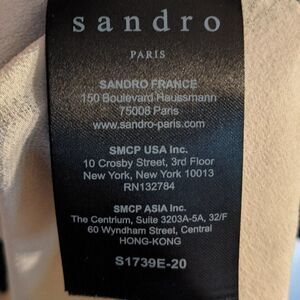 sandro
PARIS
SANDRO FRANCE
150 Boulevard Haussmann
75008 Paris
www.sandro-paris.com
SMCP USA Inc.
10 Crosby Street, 3rd Floor
New York, New York 10013
RN132784
SMCP ASIA Inc.
The Centrium, Suite 3203A-5A, 32/F
60 Wyndham Street, Central
HONG-KONG
S1739E-20